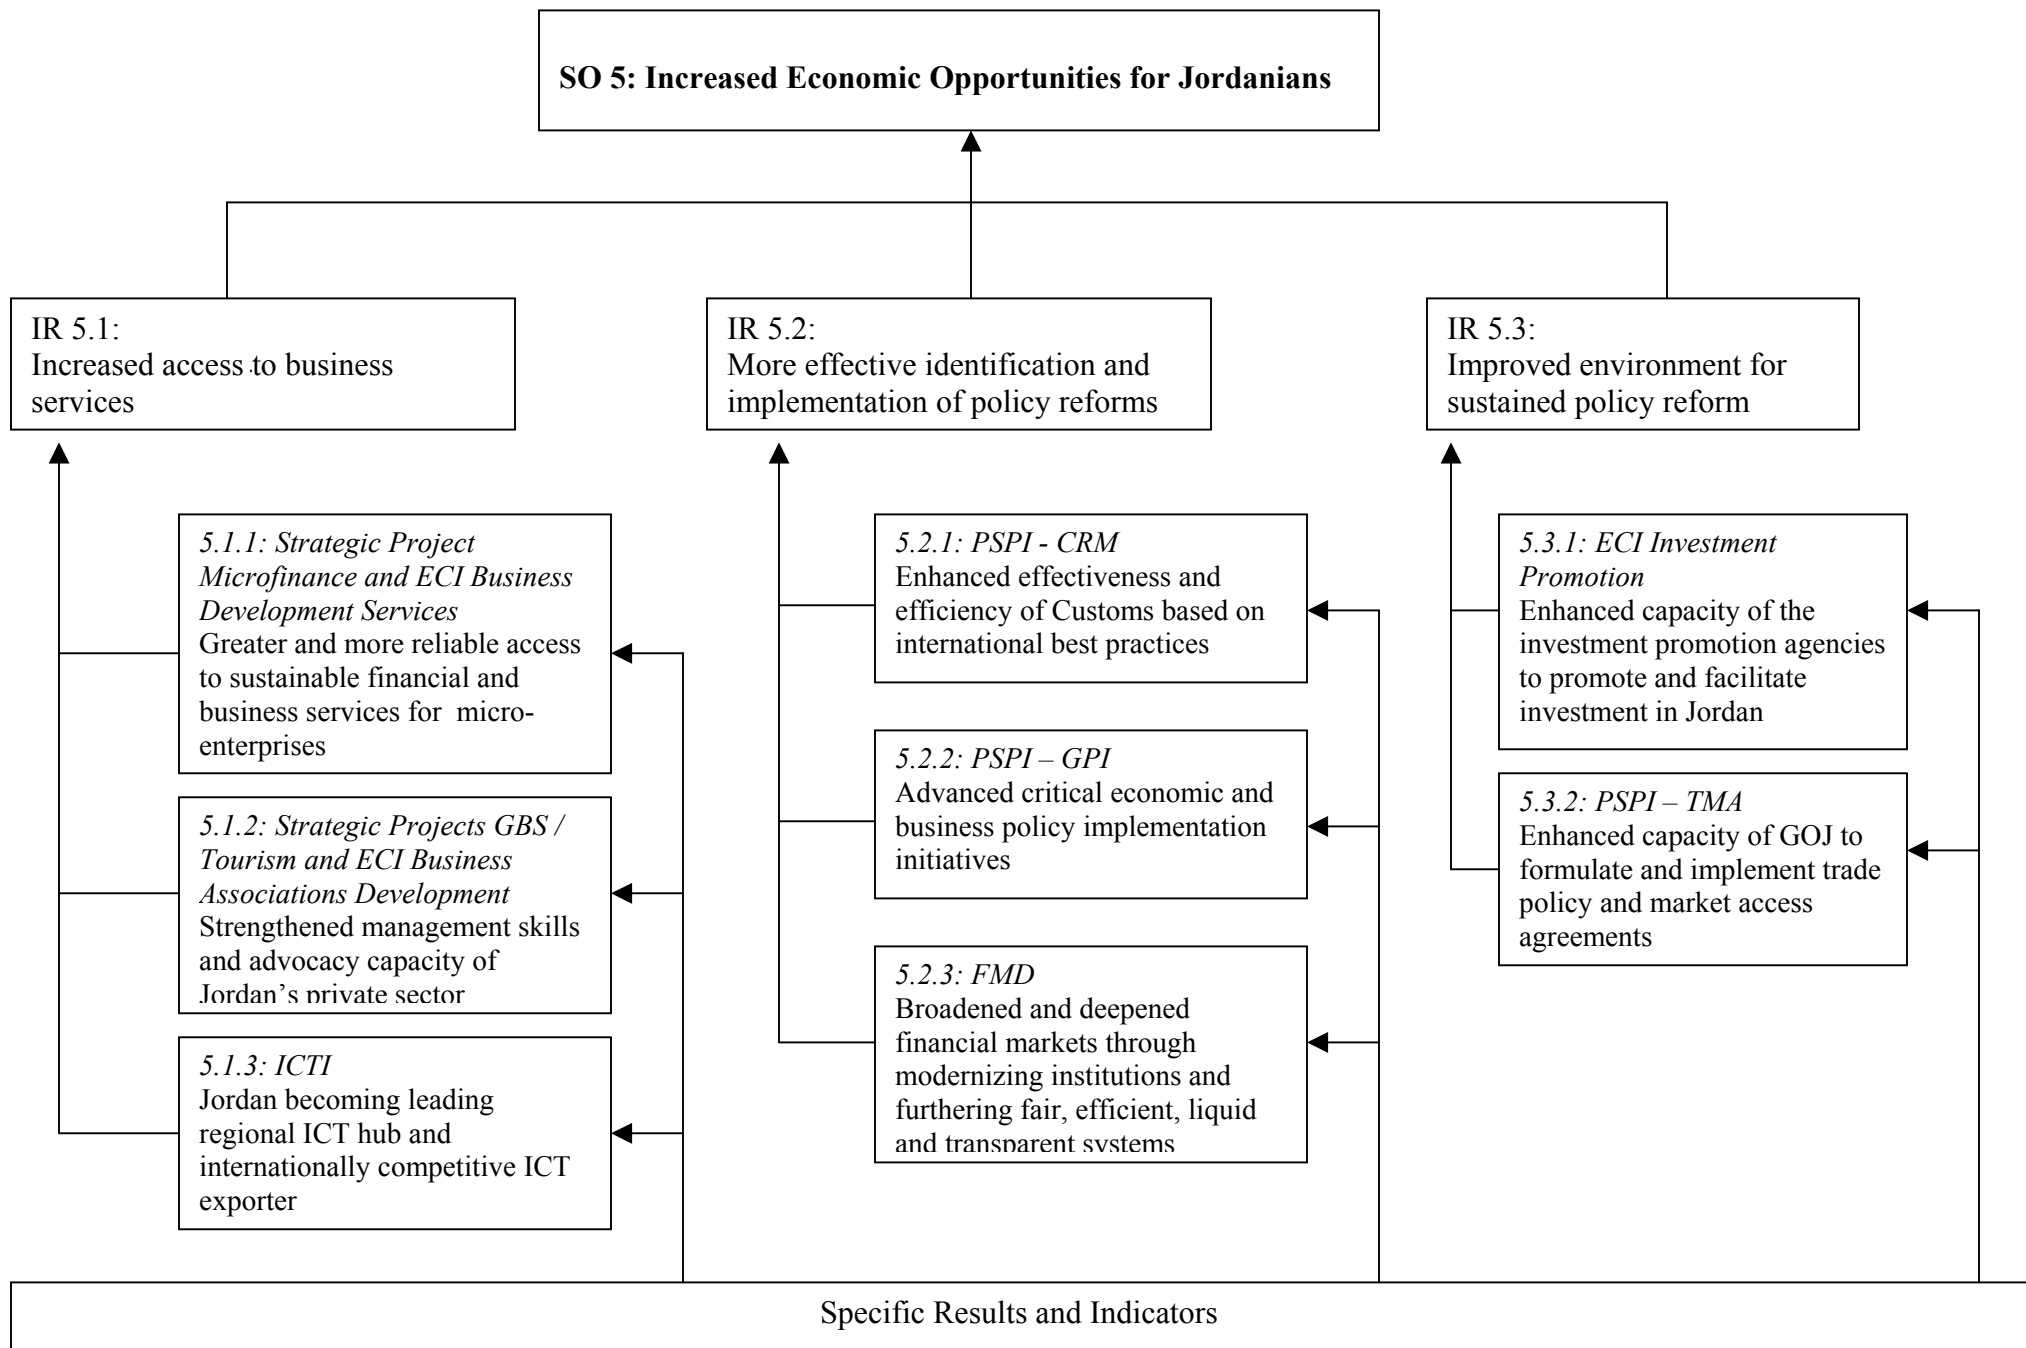 SO 5: Increased Economic Opportunities for Jordanians
IR 5.1:
Increased access to business
services
IR 5.2:
More effective identification and
implementation of policy reforms
IR 5.3:
Improved environment for
sustained policy reform
5.1.1: Strategic Project
Microfinance and ECI Business
Development Services
Greater and more reliable access
to sustainable financial and
business services for micro-
enterprises
5.1.2: Strategic Projects GBS /
Tourism and ECI Business
Associations Development
Strengthened management skills
and advocacy capacity of
Jordan's private sector
5.1.3: ICTI
Jordan becoming leading
regional ICT hub and
internationally competitive ICT
exporter
5.2.1: PSPI - CRM
Enhanced effectiveness and
efficiency of Customs based on
international best practices
5.2.2: PSPI – GPI
Advanced critical economic and
business policy implementation
initiatives
5.2.3: FMD
Broadened and deepened
financial markets through
modernizing institutions and
furthering fair, efficient, liquid
and transparent systems
5.3.1: ECI Investment
Promotion
Enhanced capacity of the
investment promotion agencies
to promote and facilitate
investment in Jordan
5.3.2: PSPI – TMA
Enhanced capacity of GOJ to
formulate and implement trade
policy and market access
agreements
Specific Results and Indicators